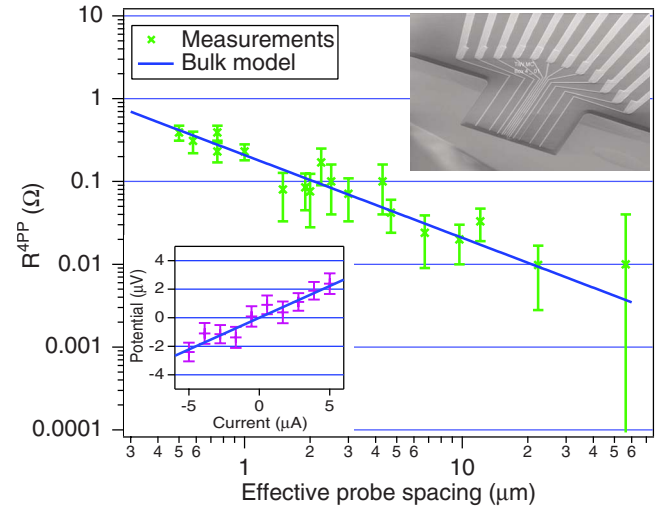 10
1
0.1
0.01
0.001
0.0001
R4PP (Ω)
Measurements
Bulk model
4
2
0
-2
-4
Potential (μV)
-5 0 5
Current (μA)
3 4 5 6 1 2 3 4 5 6 10 2 3 4 5 6
Effective probe spacing (μm)